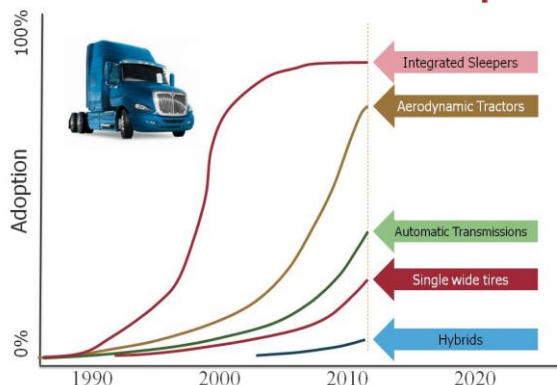 100%
Integrated Sleepers
Aerodynamic Tractors
Adoption
Automatic Transmissions
Single wide tires
Hybrids
0%
1990
2000
2010
2020